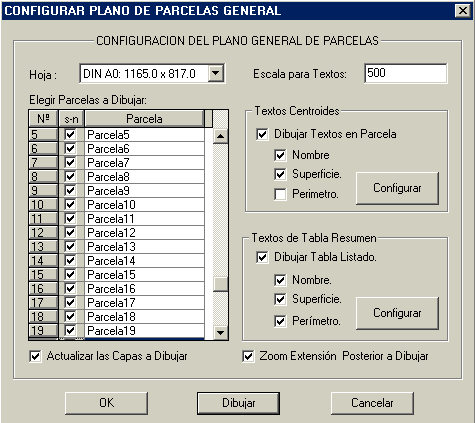 CONFIGURAR PLANO DE PARCELAS GENERAL
CONFIGURACION DEL PLANO GENERAL DE PARCELAS
Hoja : DIN A0: 1165.0 x 817.0 Escala para Textos: 500
Elegir Parcelas a Dibujar:
Nº s-n Parcela
5 Parcela5
6 Parcela6
7 Parcela7
8 Parcela8
9 Parcela9
10 Parcela10
11 Parcela11
12 Parcela12
13 Parcela13
14 Parcela14
15 Parcela15
16 Parcela16
17 Parcela17
18 Parcela18
19 Parcela19
Textos Centroides
Dibujar Textos en Parcela
Nombre
Superficie.
Perimetro.
Configurar
Textos de Tabla Resumen
Dibujar Tabla Listado.
Nombre.
Superficie.
Perímetro.
Configurar
Actualizar las Capas a Dibujar Zoom Extensión Posterior a Dibujar
OK Dibujar Cancelar